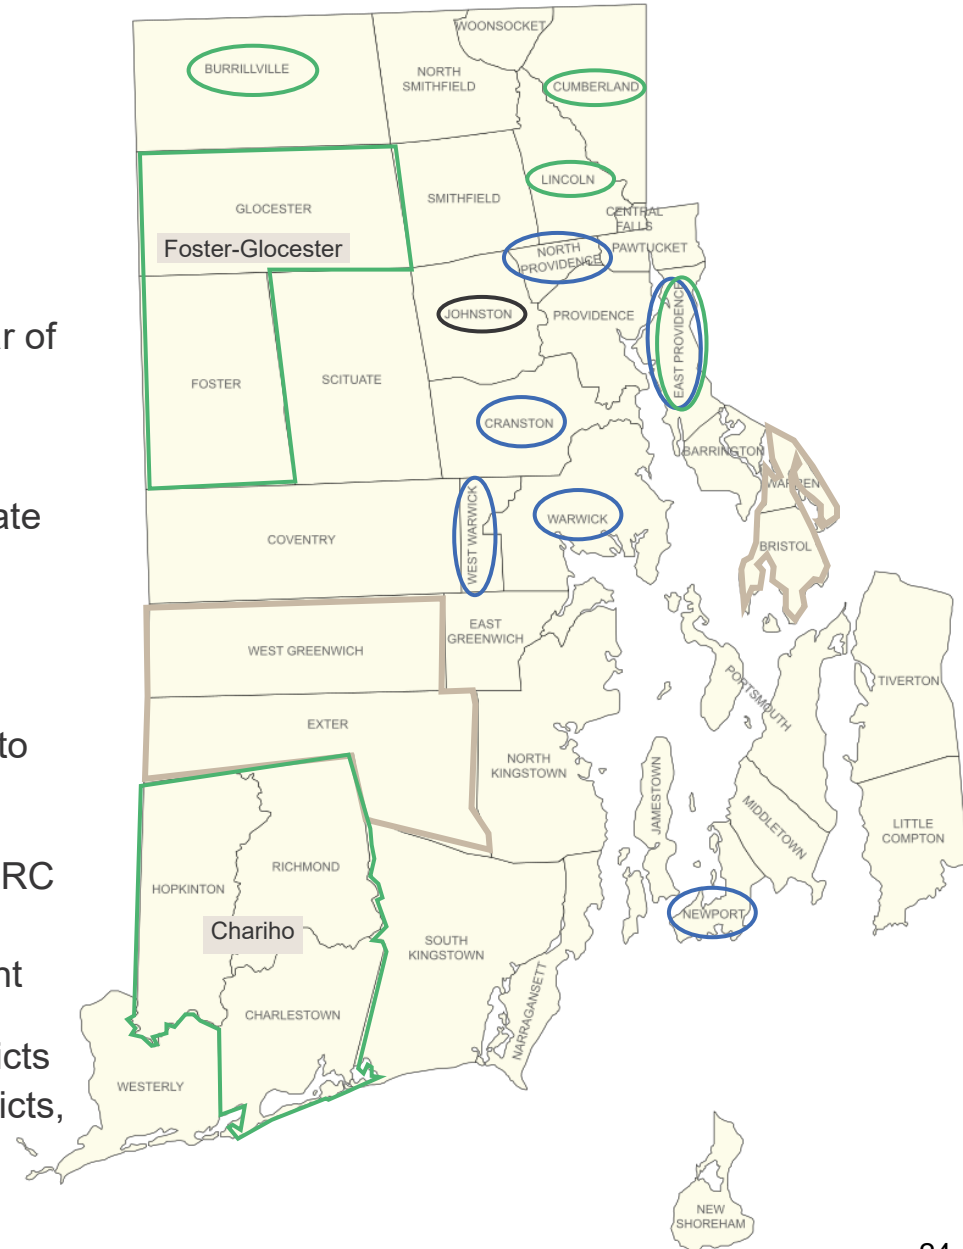 WOONSOCKET
BURRILLVILLE
NORTH
SMITHFIELD
CUMBERLAND
LINCOLN
SMITHFIELD
GLOCESTER
CENTRAL
FALLS
Foster-Glocester
NORTH
PROVIDENCE
PAWTUCKET
EAST PROVIDENCE
JOHNSTON
PROVIDENCE
r of
FOSTER
SCITUATE
CRANSTON
BARRINGTON
WARREN
ate
WEST WARWICK
WARWICK
COVENTRY
BRISTOL
EAST
GREENWICH
WEST GREENWICH
TIVERTON
PORTSMOUTH
EXTER
to
NORTH
KINGSTOWN
JAMESTOWN
MIDDLETOWN
LITTLE
COMPTON
RICHMOND
RC
HOPKINTON
NEWPORT
Chariho
SOUTH
KINGSTOWN
nt
NARRAGANSETT
CHARLESTOWN
icts
WESTERLY
icts,
NEW
SHOREHAM